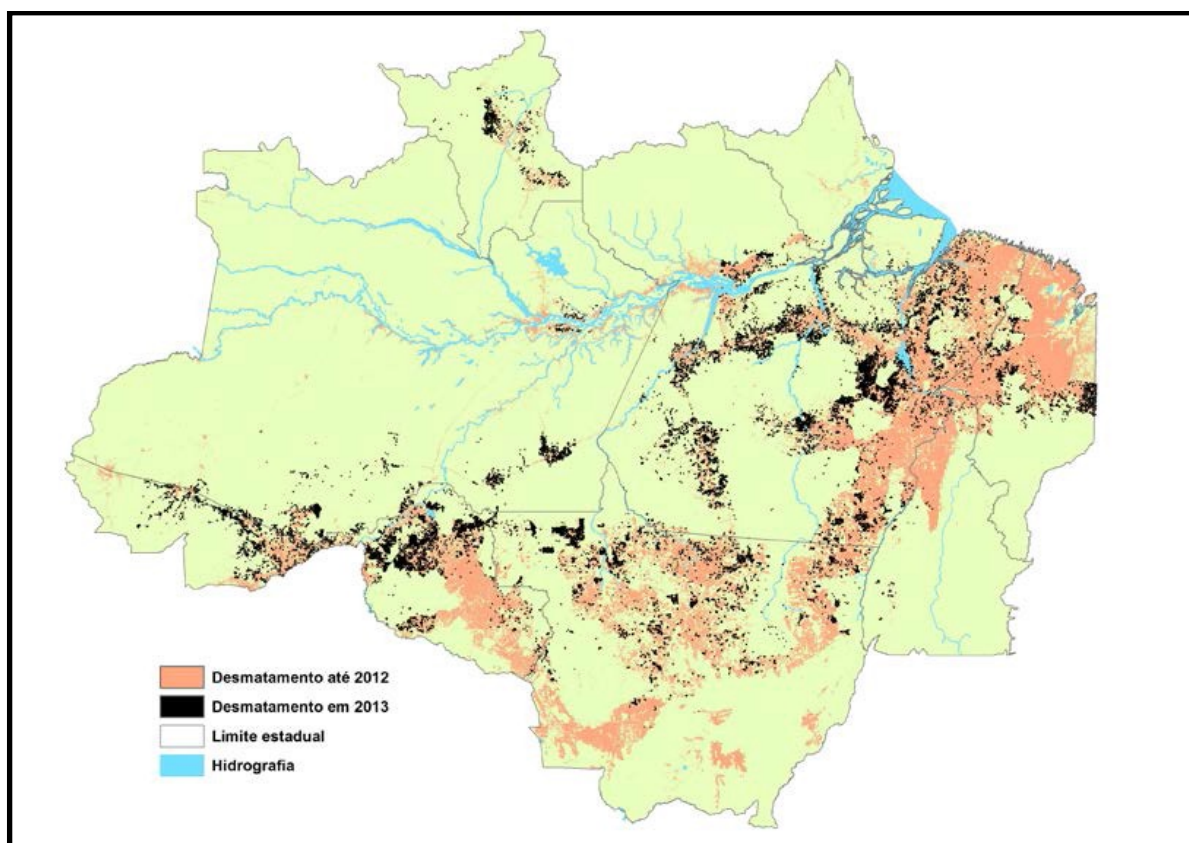 Desmatamento até 2012
Desmatamento em 2013
Limite estadual
Hidrografia